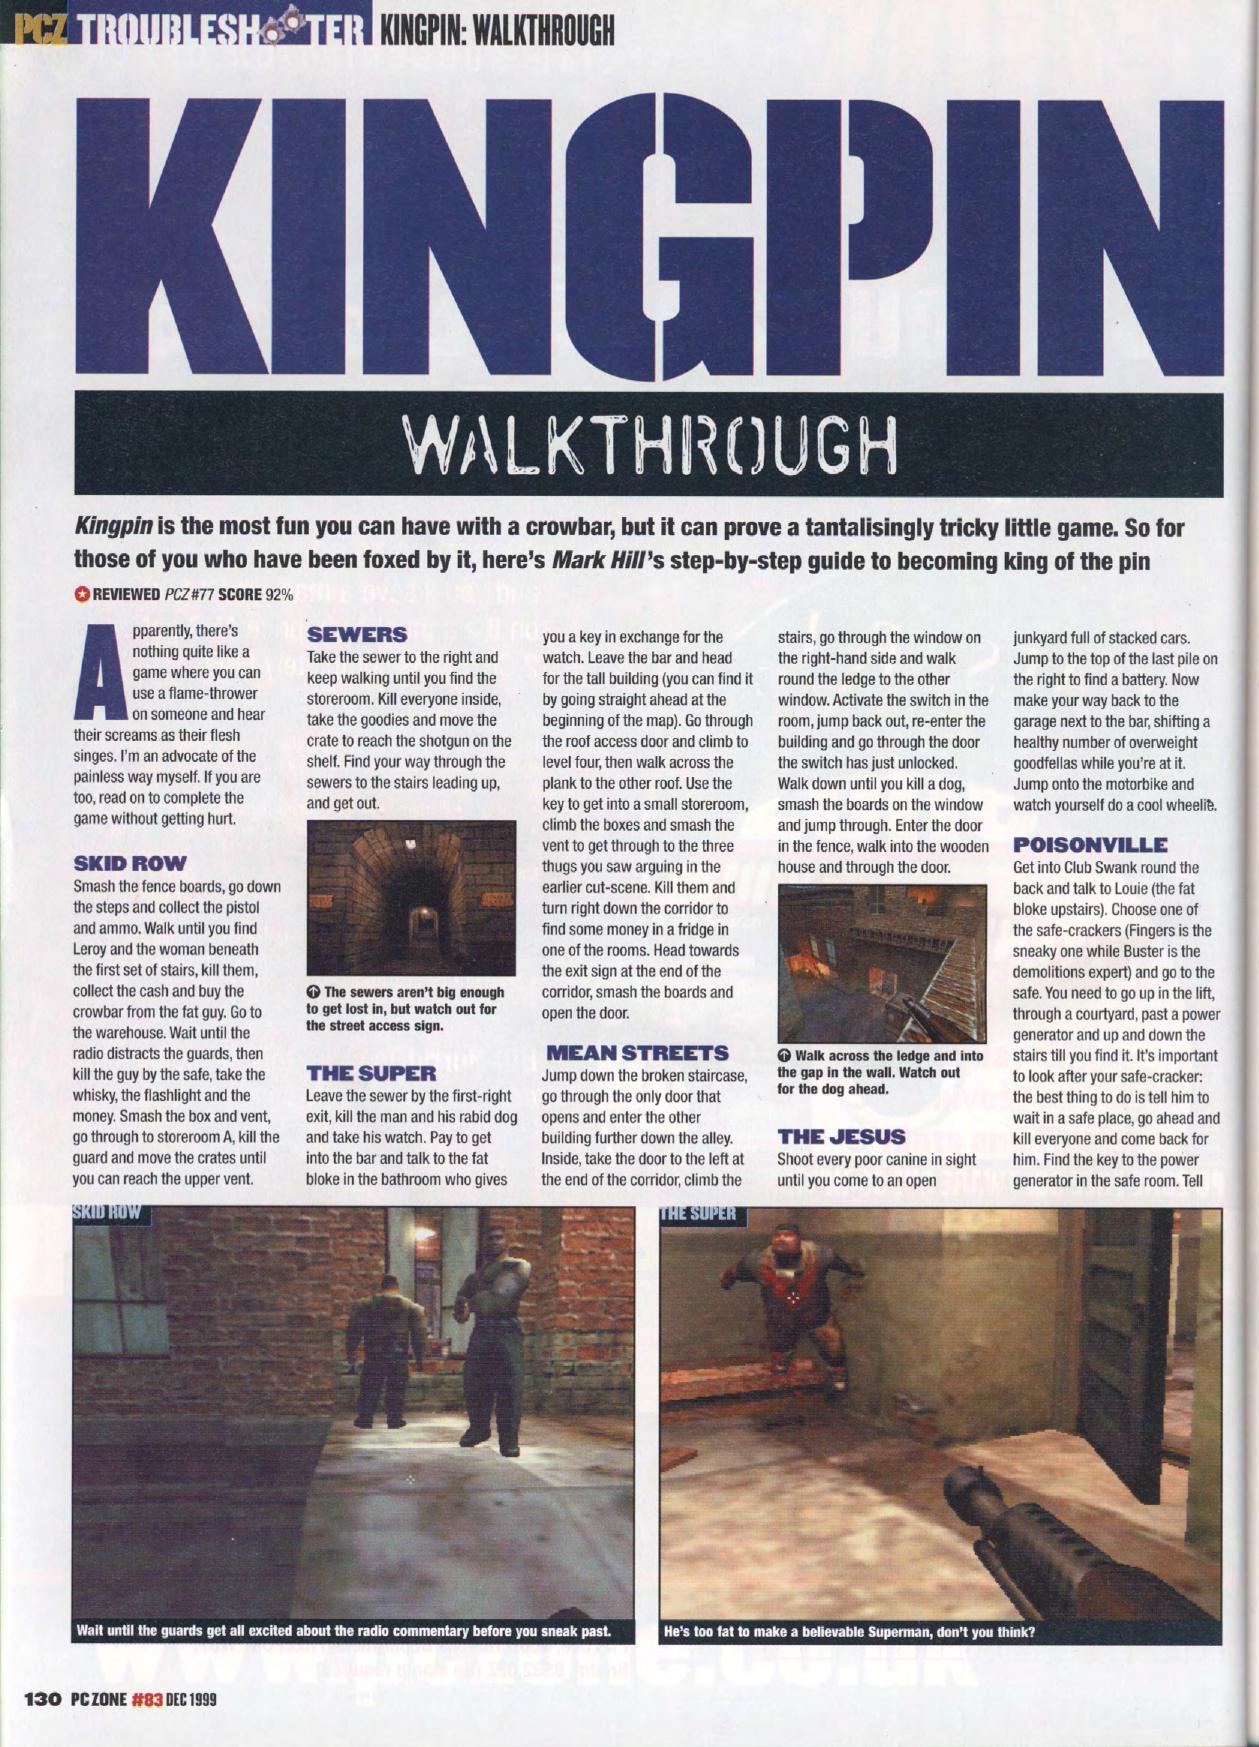 PCZ TROUBLESHOOTER KINGPIN: WALKTHROUGH
KINGPIN
WALKTHROUGH
Kingpin is the most fun you can have with a crowbar, but it can prove a tantalisingly tricky little game. So for
those of you who have been foxed by it, here's Mark Hill's step-by-step guide to becoming king of the pin
REVIEWED PCZ #77 SCORE 92%
Apparently, there's
nothing quite like a
game where you can
use a flame-thrower
on someone and hear
their screams as their flesh
singes. I'm an advocate of the
painless way myself. If you are
too, read on to complete the
game without getting hurt.
SKID ROW
Smash the fence boards, go down
the steps and collect the pistol
and ammo. Walk until you find
Leroy and the woman beneath
the first set of stairs, kill them,
collect the cash and buy the
crowbar from the fat guy. Go to
the warehouse. Wait until the
radio distracts the guards, then
kill the guy by the safe, take the
whisky, the flashlight and the
money. Smash the box and vent,
go through to storeroom A, kill the
guard and move the crates until
you can reach the upper vent.
SEWERS
Take the sewer to the right and
keep walking until you find the
storeroom. Kill everyone inside,
take the goodies and move the
crate to reach the shotgun on the
shelf. Find your way through the
sewers to the stairs leading up,
and get out.
The sewers aren't big enough
to get lost in, but watch out for
the street access sign.
THE SUPER
Leave the sewer by the first-right
exit, kill the man and his rabid dog
and take his watch. Pay to get
into the bar and talk to the fat
bloke in the bathroom who gives
you a key in exchange for the
watch. Leave the bar and head
for the tall building (you can find it
by going straight ahead at the
beginning of the map). Go through
the roof access door and climb to
level four, then walk across the
plank to the other roof. Use the
key to get into a small storeroom,
climb the boxes and smash the
vent to get through to the three
thugs you saw arguing in the
earlier cut-scene. Kill them and
turn right down the corridor to
find some money in a fridge in
one of the rooms. Head towards
the exit sign at the end of the
corridor, smash the boards and
open the door.
MEAN STREETS
Jump down the broken staircase,
go through the only door that
opens and enter the other
building further down the alley.
Inside, take the door to the left at
the end of the corridor, climb the
stairs, go through the window on
the right-hand side and walk
round the ledge to the other
window. Activate the switch in the
room, jump back out, re-enter the
building and go through the door
the switch has just unlocked.
Walk down until you kill a dog,
smash the boards on the window
and jump through. Enter the door
in the fence, walk into the wooden
house and through the door.
Walk across the ledge and into
the gap in the wall. Watch out
for the dog ahead.
THE JESUS
Shoot every poor canine in sight
until you come to an open
junkyard full of stacked cars.
Jump to the top of the last pile on
the right to find a battery. Now
make your way back to the
garage next to the bar, shifting a
healthy number of overweight
goodfellas while you're at it.
Jump onto the motorbike and
watch yourself do a cool wheelie.
POISONVILLE
Get into Club Swank round the
back and talk to Louie (the fat
bloke upstairs). Choose one of
the safe-crackers (Fingers is the
sneaky one while Buster is the
demolitions expert) and go to the
safe. You need to go up in the lift,
through a courtyard, past a power
generator and up and down the
stairs till you find it. It's important
to look after your safe-cracker:
the best thing to do is tell him to
wait in a safe place, go ahead and
kill everyone and come back for
him. Find the key to the power
generator in the safe room. Tell
SKID ROW
Wait until the guards get all excited about the radio commentary before you sneak past.
THE SUPER
He's too fat to make a believable Superman, don't you think?
130 PC ZONE #83 DEC 1999